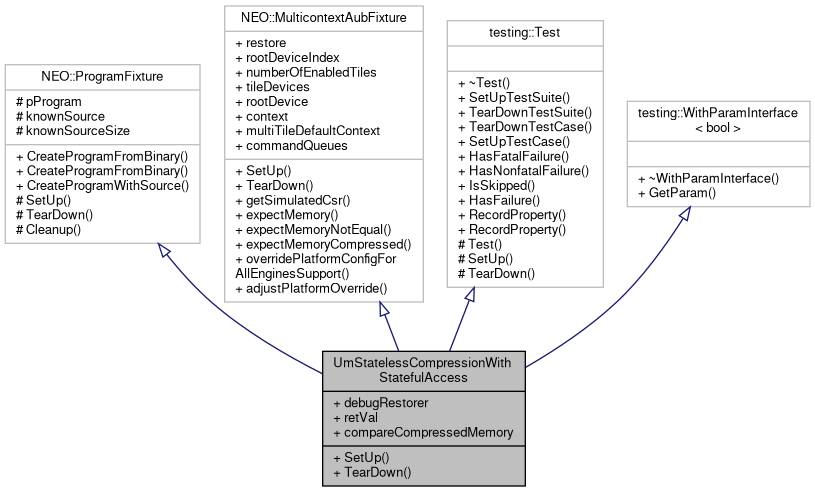 NEO::ProgramFixture
# pProgram
# knownSource
# knownSourceSize
+ CreateProgramFromBinary()
+ CreateProgramFromBinary()
+ CreateProgramWithSource()
# SetUp()
# TearDown()
# Cleanup()
NEO::MulticontextAubFixture
+ restore
+ rootDeviceIndex
+ numberOfEnabledTiles
+ tileDevices
+ rootDevice
+ context
+ multiTileDefaultContext
+ commandQueues
+ SetUp()
+ TearDown()
+ getSimulatedCsr()
+ expectMemory()
+ expectMemoryNotEqual()
+ expectMemoryCompressed()
+ overridePlatformConfigFor
AllEnginesSupport()
+ adjustPlatformOverride()
testing::Test
+ ~Test()
+ SetUpTestSuite()
+ TearDownTestSuite()
+ TearDownTestCase()
+ SetUpTestCase()
+ HasFatalFailure()
+ HasNonfatalFailure()
+ IsSkipped()
+ HasFailure()
+ RecordProperty()
+ RecordProperty()
# Test()
# SetUp()
# TearDown()
testing::WithParamInterface
< bool >
+ ~WithParamInterface()
+ GetParam()
UmStatelessCompressionWith
StatefulAccess
+ debugRestorer
+ retVal
+ compareCompressedMemory
+ SetUp()
+ TearDown()